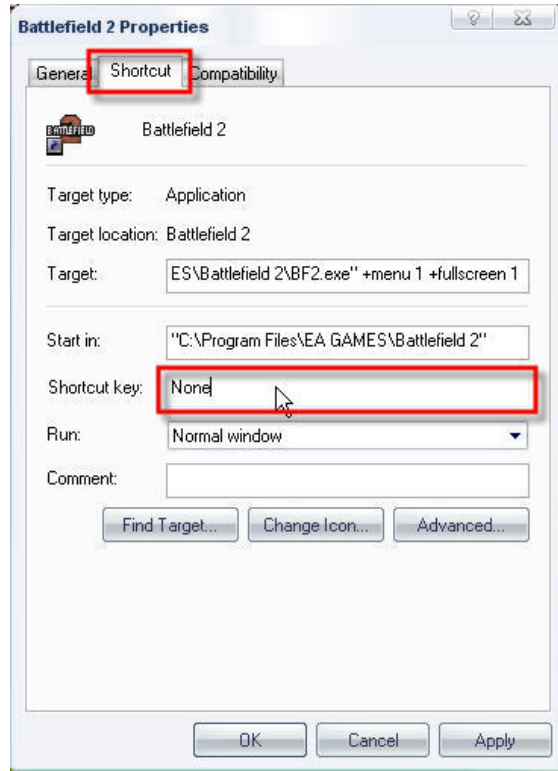 Battlefield 2 Properties
General Shortcut Compatibility
BATTLEFIELD
Battlefield 2
Target type: Application
Target location: Battlefield 2
Target: ES\Battlefield 2\BF2.exe" +menu 1 +fullscreen 1
Start in: "C:\Program Files\EA GAMES\Battlefield 2"
Shortcut key: None
Run: Normal window
Comment:
Find Target... Change Icon... Advanced...
OK Cancel Apply